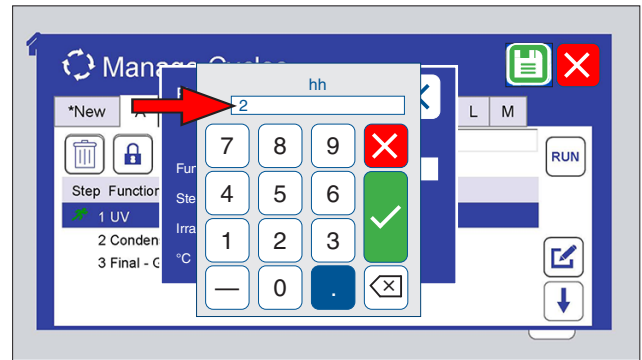 Manage Cycles
hh
2
*New A L M
7 8 9
RUN
Fun
Step Function
Ste
4 5 6
1 UV
Irra
1 2 3
2 Conden
°C
3 Final - G
— 0 .